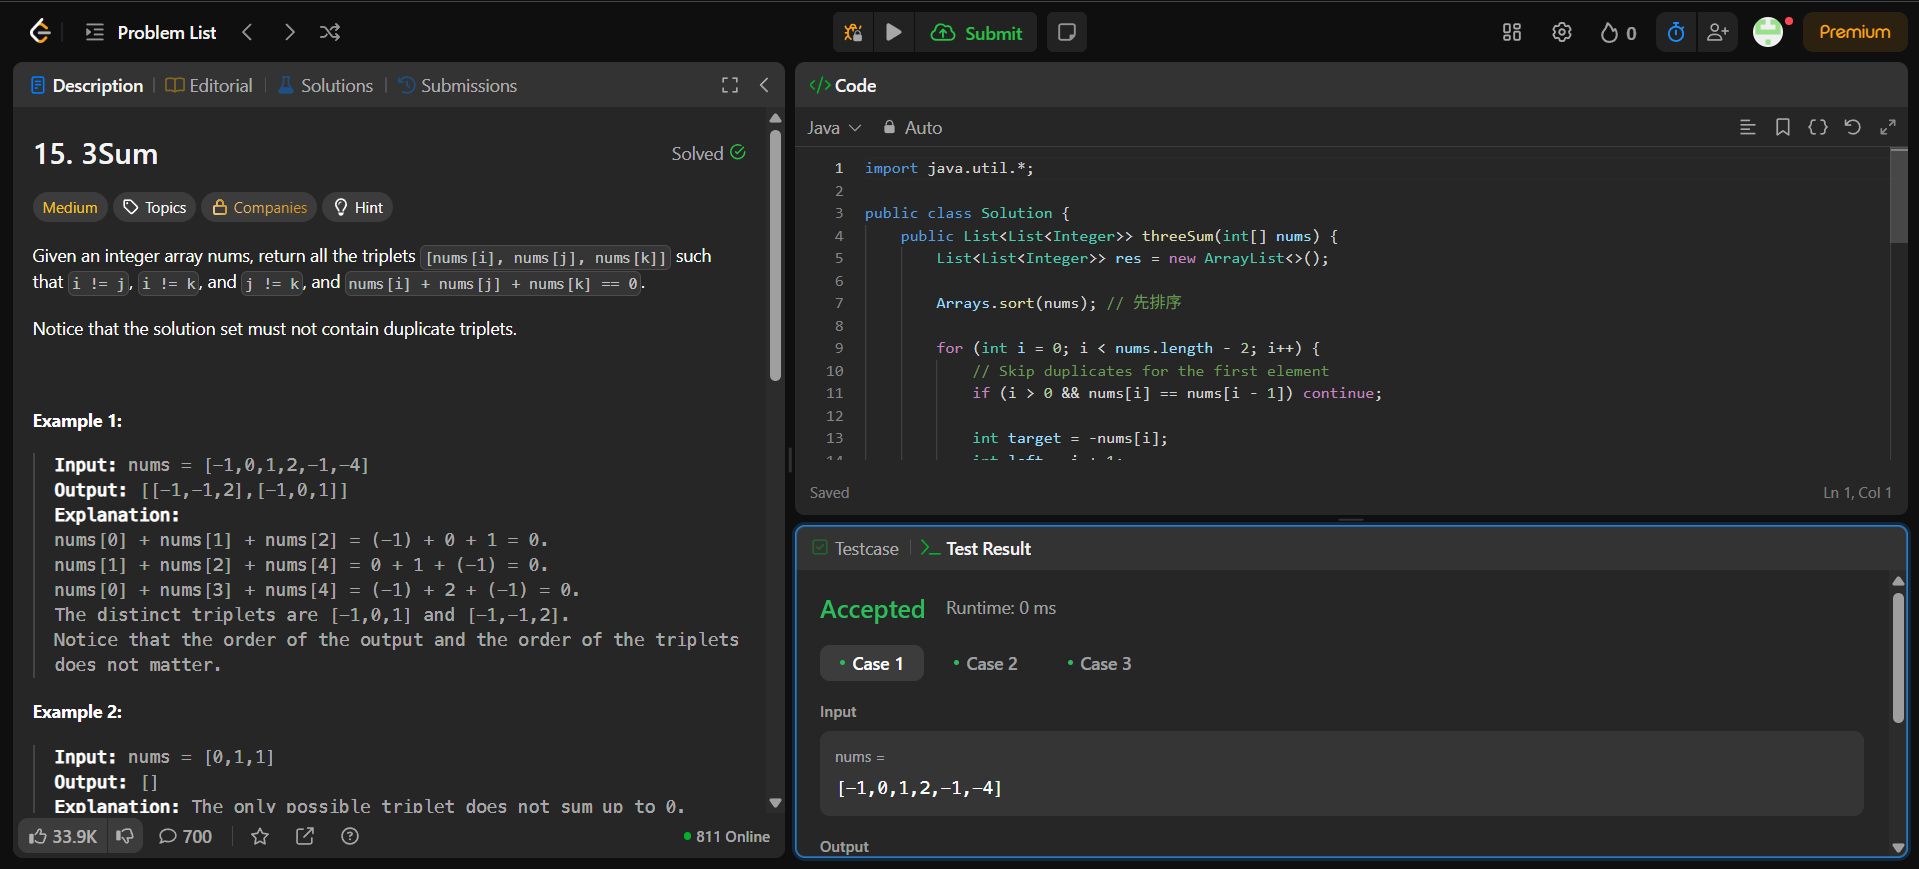 Problem List
Submit
0
Premium
Description
Editorial
Solutions
Submissions
15. 3Sum
Solved
Medium
Topics
Companies
Hint
Given an integer array nums, return all the triplets [nums[i], nums[j], nums[k]] such
that i != j, i != k, and j != k, and nums[i] + nums[j] + nums[k] == 0.
Notice that the solution set must not contain duplicate triplets.
Example 1:
Input: nums = [-1,0,1,2,-1,-4]
Output: [[-1,-1,2],[-1,0,1]]
Explanation:
nums[0] + nums[1] + nums[2] = (-1) + 0 + 1 = 0.
nums[1] + nums[2] + nums[4] = 0 + 1 + (-1) = 0.
nums[0] + nums[3] + nums[4] = (-1) + 2 + (-1) = 0.
The distinct triplets are [-1,0,1] and [-1,-1,2].
Notice that the order of the output and the order of the triplets
does not matter.
Example 2:
Input: nums = [0,1,1]
Output: []
Explanation: The only possible triplet does not sum up to 0.
33.9K
700
811 Online
</> Code
Java
Auto
1 import java.util.*;
2
3 public class Solution {
4 public List<List<Integer>> threeSum(int[] nums) {
5 List<List<Integer>> res = new ArrayList<>();
6
7 Arrays.sort(nums); // 先排序
8
9 for (int i = 0; i < nums.length - 2; i++) {
10 // Skip duplicates for the first element
11 if (i > 0 && nums[i] == nums[i - 1]) continue;
12
13 int target = -nums[i];
14 int left = i + 1;
Saved
Ln 1, Col 1
Testcase
Test Result
Accepted
Runtime: 0 ms
Case 1
Case 2
Case 3
Input
nums =
[-1,0,1,2,-1,-4]
Output